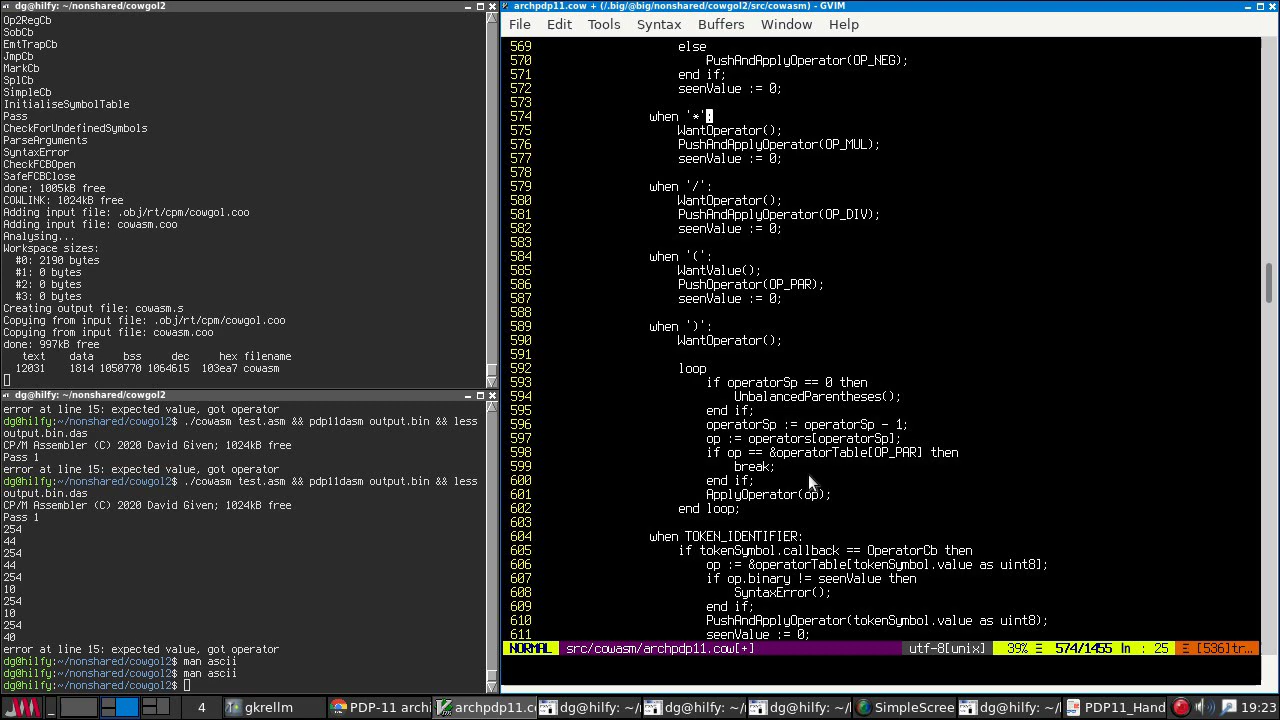 dg@hilfy: ~/nonshared/cowgol2
Op2RegCb
SobCb
EmtTrapCb
JmpCb
MarkCb
SplCb
SimpleCb
InitialiseSymbolTable
Pass
CheckForUndefinedSymbols
ParseArguments
SyntaxError
CheckFCBOpen
SafeFCBClose
done: 1005kB free
COWLINK: 1024kB free
Adding input file: .obj/rt/cpm/cowgol.coo
Adding input file: cowasm.coo
Analysing...
Workspace sizes:
  #0: 2190 bytes
  #1: 0 bytes
  #2: 0 bytes
  #3: 0 bytes
Creating output file: cowasm.s
Copying from input file: .obj/rt/cpm/cowgol.coo
Copying from input file: cowasm.coo
done: 997kB free
   text    data     bss     dec     hex filename
  12031    1814 1050770 1064615  103ea7 cowasm
dg@hilfy: ~/nonshared/cowgol2
error at line 15: expected value, got operator
dg@hilfy:~/nonshared/cowgol2$ ./cowasm test.asm && pdp11dasm output.bin && less
output.bin.das
CP/M Assembler (C) 2020 David Given; 1024kB free
Pass 1
error at line 15: expected value, got operator
dg@hilfy:~/nonshared/cowgol2$ ./cowasm test.asm && pdp11dasm output.bin && less
output.bin.das
CP/M Assembler (C) 2020 David Given; 1024kB free
Pass 1
254
44
254
44
254
10
254
10
254
40
error at line 15: expected value, got operator
dg@hilfy:~/nonshared/cowgol2$ man ascii
dg@hilfy:~/nonshared/cowgol2$ man ascii
dg@hilfy:~/nonshared/cowgol2$
archpdp11.cow + (/.big/@big/nonshared/cowgol2/src/cowasm) - GVIM
File Edit Tools Syntax Buffers Window Help
569 else
570 PushAndApplyOperator(OP_NEG);
571 end if;
572 seenValue := 0;
573
574 when '*':
575 WantOperator();
576 PushAndApplyOperator(OP_MUL);
577 seenValue := 0;
578
579 when '/':
580 WantOperator();
581 PushAndApplyOperator(OP_DIV);
582 seenValue := 0;
583
584 when '(':
585 WantValue();
586 PushOperator(OP_PAR);
587 seenValue := 0;
588
589 when ')':
590 WantOperator();
591
592 loop
593 if operatorSp == 0 then
594 UnbalancedParentheses();
595 end if;
596 operatorSp := operatorSp - 1;
597 op := operators[operatorSp];
598 if op == &operatorTable[OP_PAR] then
599 break;
600 end if;
601 ApplyOperator(op);
602 end loop;
603
604 when TOKEN_IDENTIFIER:
605 if tokenSymbol.callback == OperatorCb then
606 op := &operatorTable[tokenSymbol.value as uint8];
607 if op.binary != seenValue then
608 SyntaxError();
609 end if;
610 PushAndApplyOperator(tokenSymbol.value as uint8);
611 seenValue := 0;
NORMAL src/cowasm/archpdp11.cow[+] utf-8[unix] 39% Ξ 574/1455 ln : 25 Ξ [536]tr…
4 gkrellm PDP-11 archi archpdp11.c dg@hilfy: ~/ dg@hilfy: ~/ dg@hilfy: ~/ SimpleScree dg@hilfy: ~/ PDP11_Hand 19:23